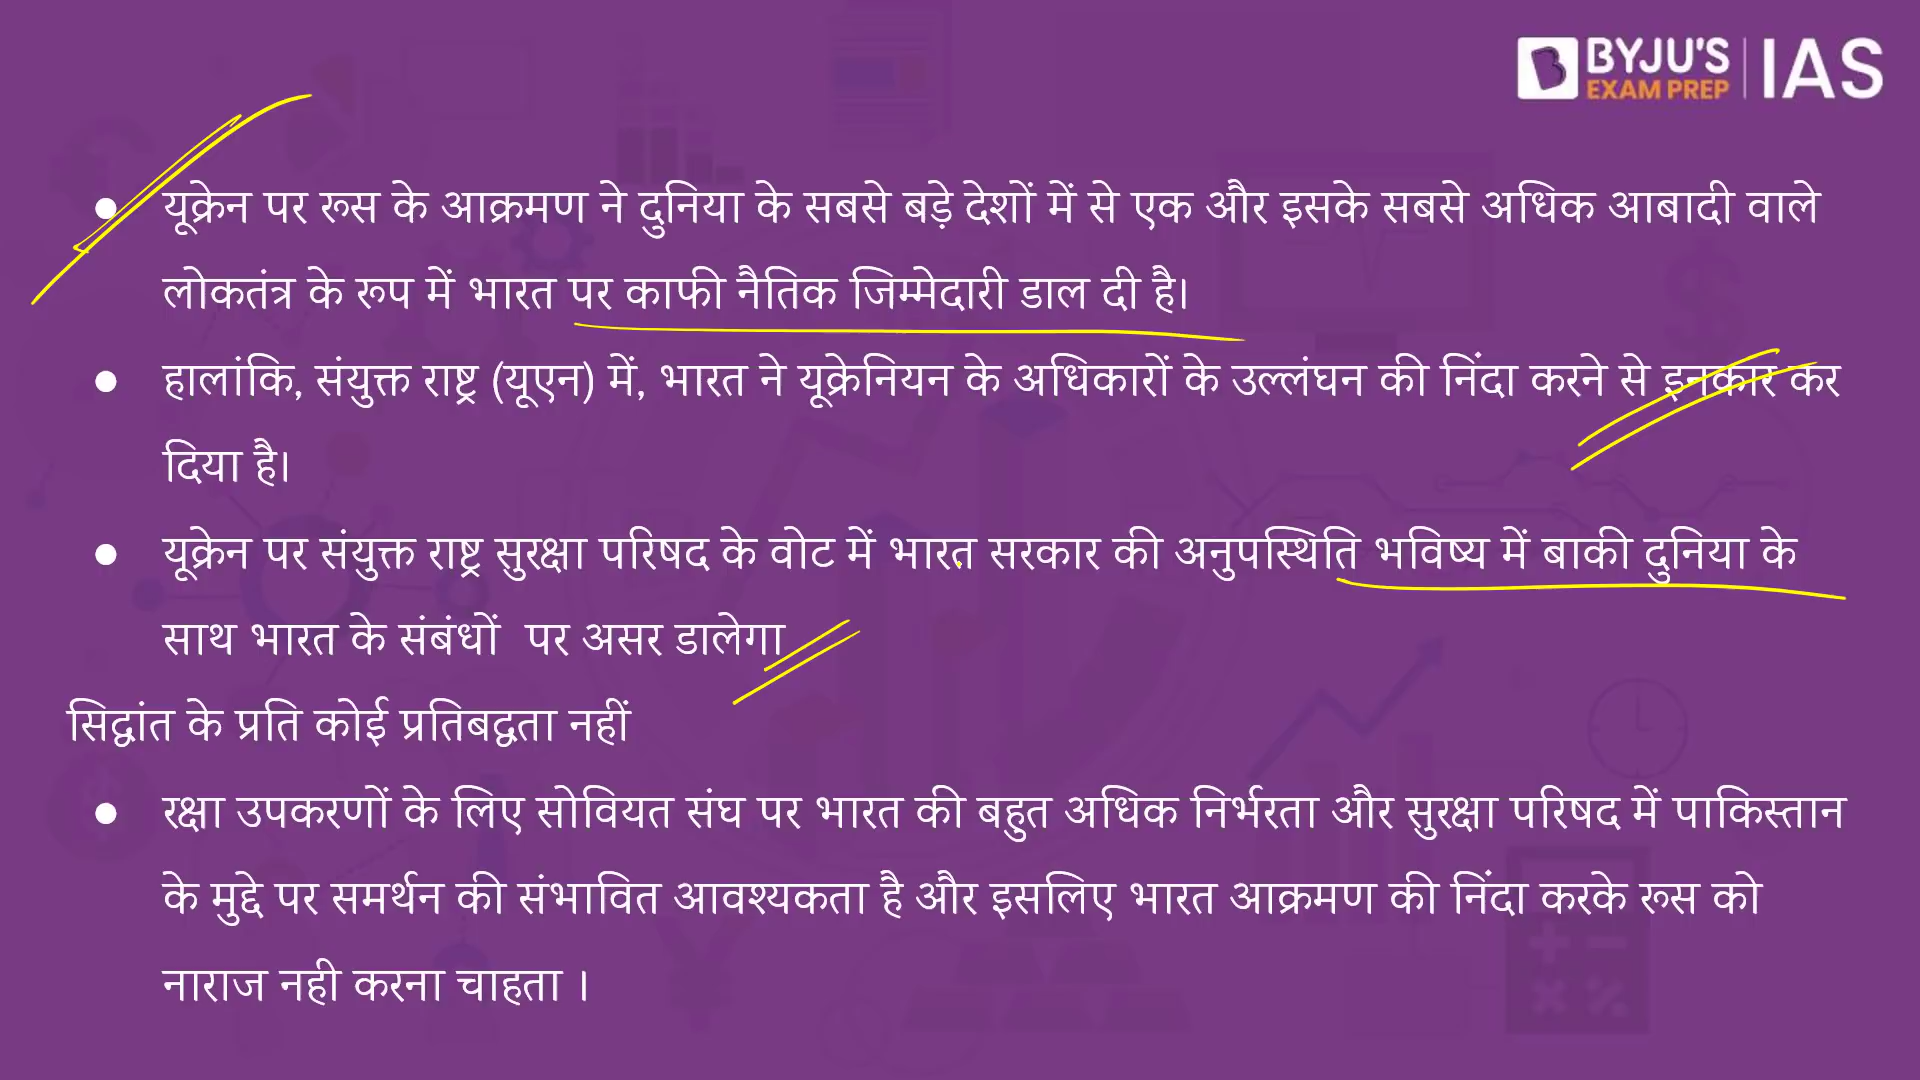 BYJU'S
EXAM PREP
IAS
● यूक्रेन पर रूस के आक्रमण ने दुनिया के सबसे बड़े देशों में से एक और इसके सबसे अधिक आबादी वाले
लोकतंत्र के रूप में भारत पर काफी नैतिक जिम्मेदारी डाल दी है।
● हालांकि, संयुक्त राष्ट्र (यूएन) में, भारत ने यूक्रेनियन के अधिकारों के उल्लंघन की निंदा करने से इनकार कर
दिया है।
● यूक्रेन पर संयुक्त राष्ट्र सुरक्षा परिषद के वोट में भारत सरकार की अनुपस्थिति भविष्य में बाकी दुनिया के
साथ भारत के संबंधों पर असर डालेगा
सिद्वांत के प्रति कोई प्रतिबद्वता नहीं
● रक्षा उपकरणों के लिए सोवियत संघ पर भारत की बहुत अधिक निर्भरता और सुरक्षा परिषद में पाकिस्तान
के मुद्दे पर समर्थन की संभावित आवश्यकता है और इसलिए भारत आक्रमण की निंदा करके रूस को
नाराज नही करना चाहता ।